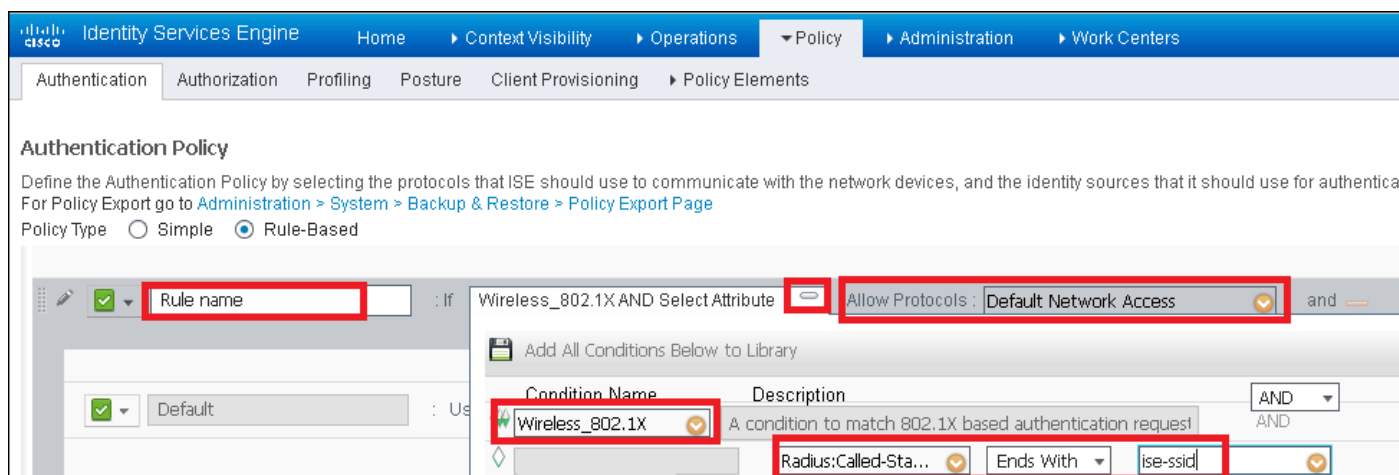 cisco Identity Services Engine Home Context Visibility Operations Policy Administration Work Centers
Authentication Authorization Profiling Posture Client Provisioning Policy Elements
Authentication Policy
Define the Authentication Policy by selecting the protocols that ISE should use to communicate with the network devices, and the identity sources that it should use for authentica
For Policy Export go to Administration > System > Backup & Restore > Policy Export Page
Policy Type Simple Rule-Based
Rule name : If Wireless_802.1X AND Select Attribute Allow Protocols : Default Network Access and
Add All Conditions Below to Library
Condition Name Description AND
Default : Us Wireless_802.1X A condition to match 802.1X based authentication request AND
Radius:Called-Sta... Ends With ise-ssid